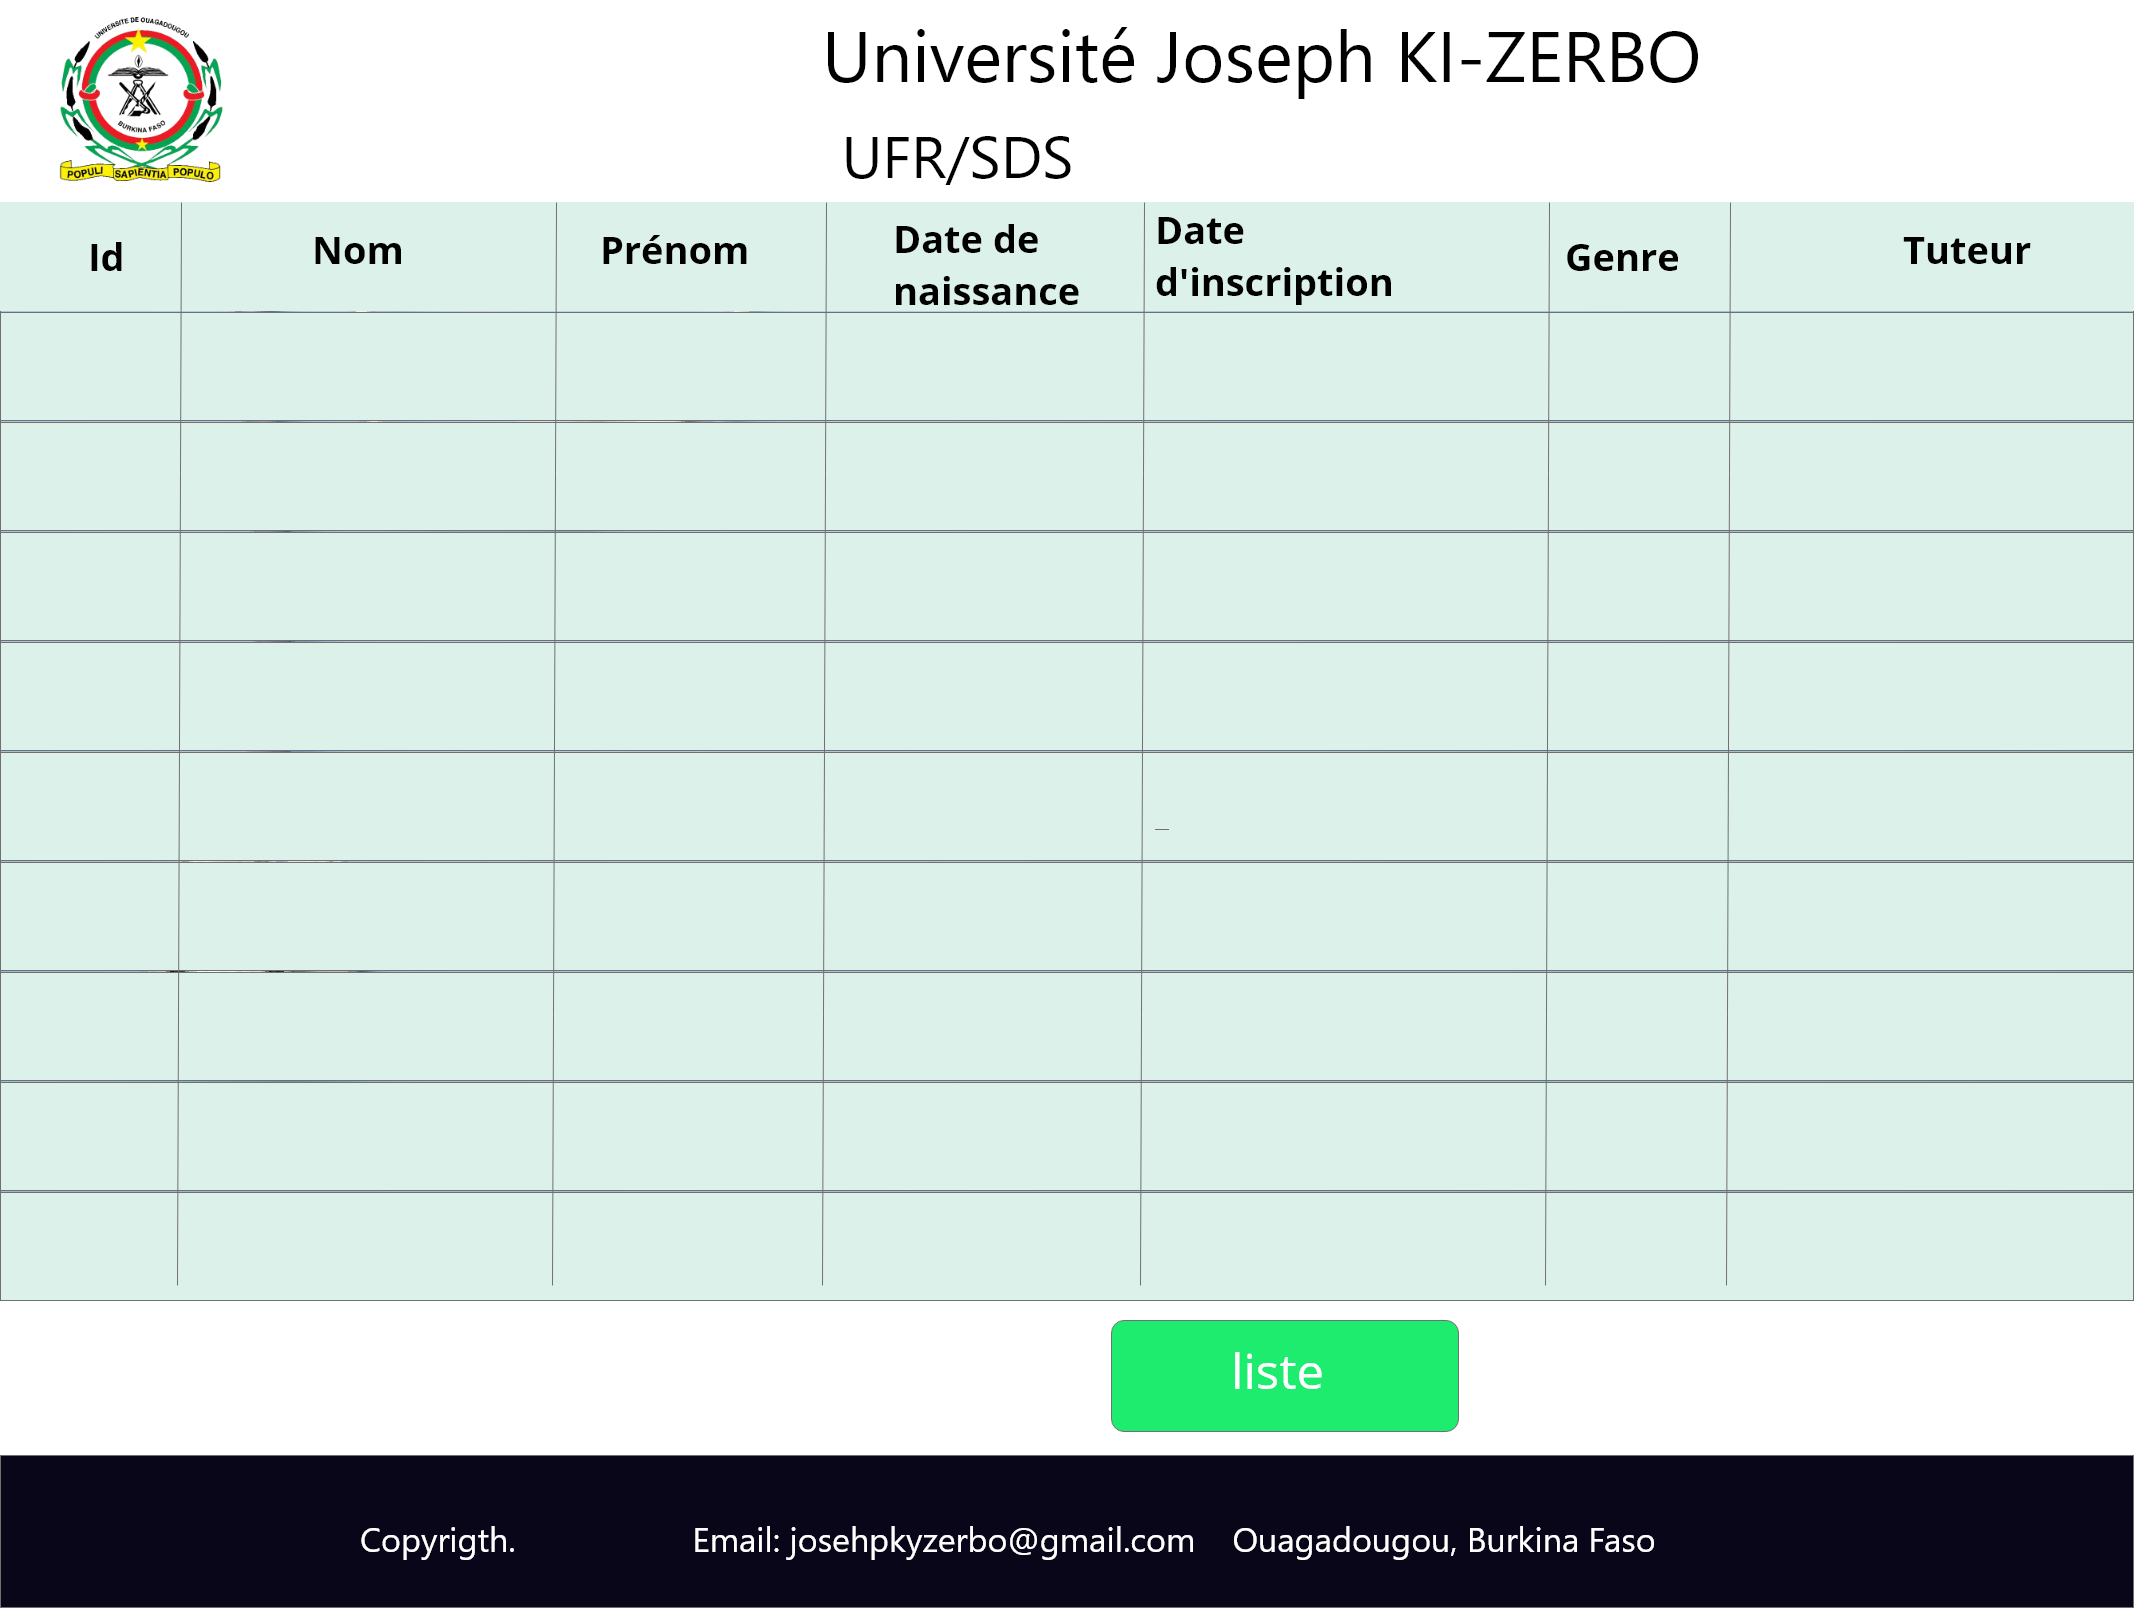 UNIVERSITE DE OUAGADOUGOU
BURKINA FASO
POPULI SAPIENTIA POPULO
Université Joseph KI-ZERBO
UFR/SDS
Id
Nom
Prénom
Date de
naissance
Date
d'inscription
Genre
Tuteur
_
liste
Copyrigth.
Email: josehpkyzerbo@gmail.com
Ouagadougou, Burkina Faso